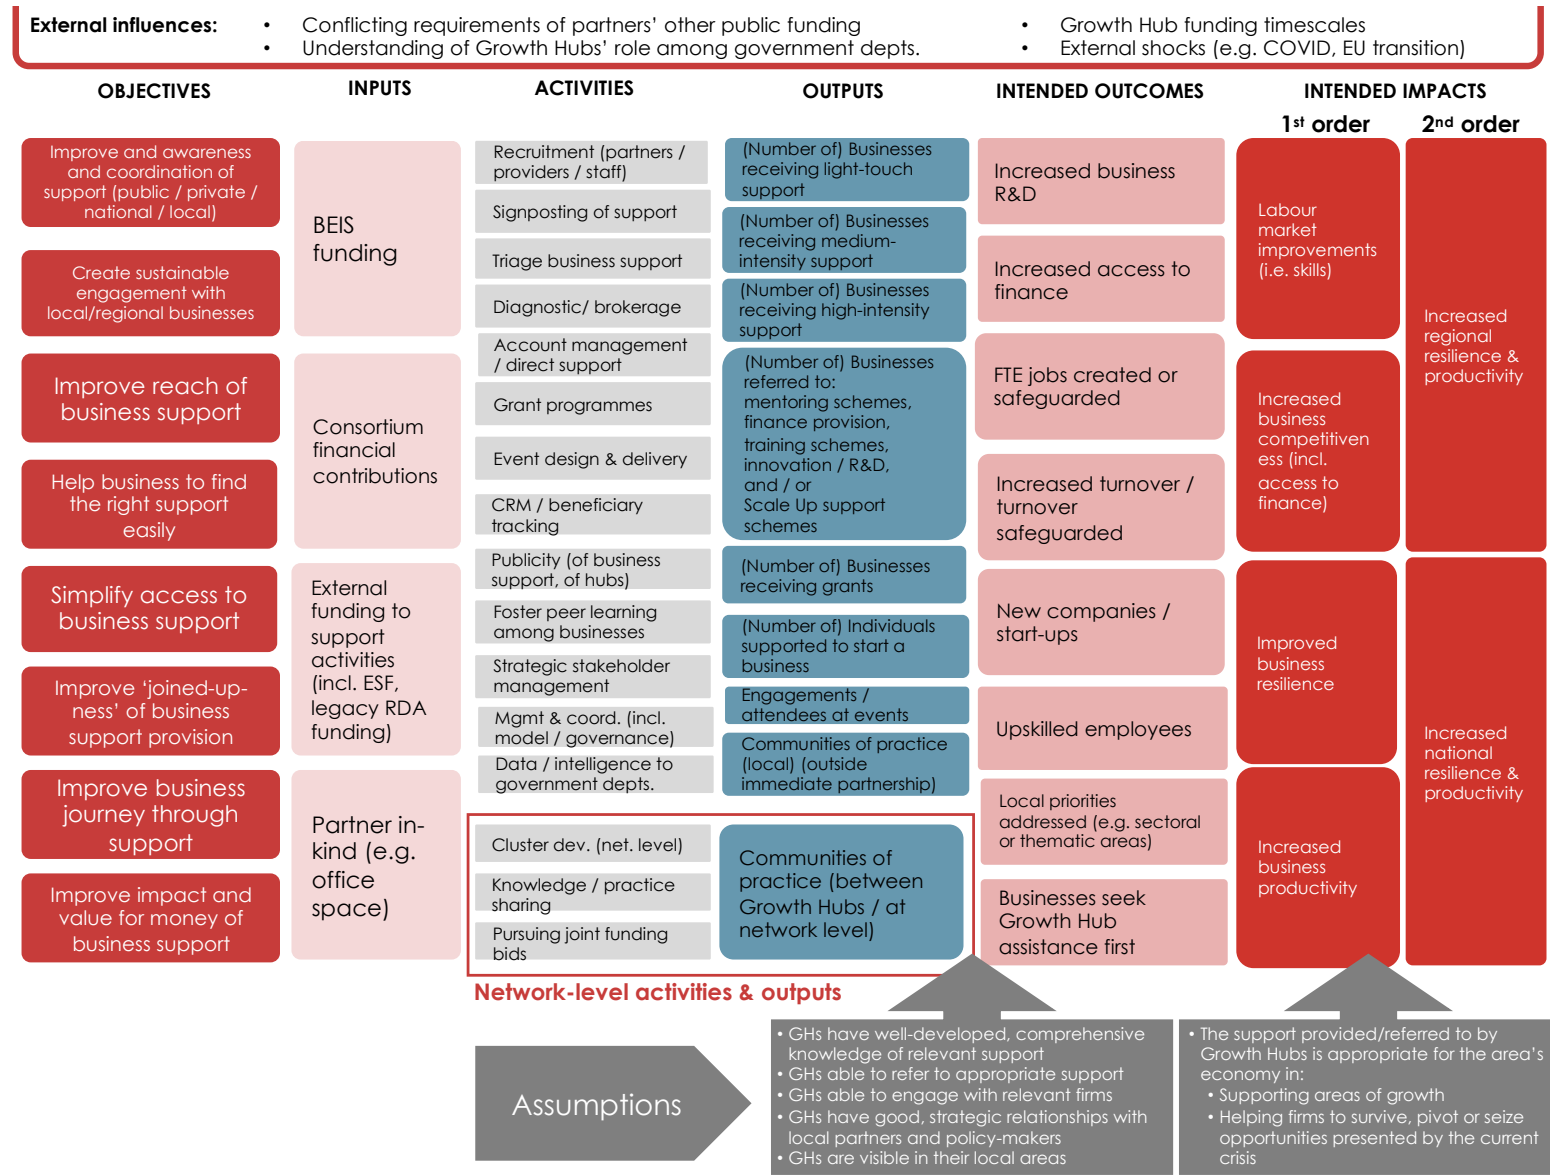 External influences:
• Conflicting requirements of partners' other public funding
• Understanding of Growth Hubs' role among government depts.
• Growth Hub funding timescales
• External shocks (e.g. COVID, EU transition)
OBJECTIVES
Improve and awareness
and coordination of
support (public / private /
national / local)
Create sustainable
engagement with
local/regional businesses
Improve reach of
business support
Help business to find
the right support
easily
Simplify access to
business support
Improve ‘joined-up-
ness’ of business
support provision
Improve business
journey through
support
Improve impact and
value for money of
business support
INPUTS
BEIS
funding
Consortium
financial
contributions
External
funding to
support
activities
(incl. ESF,
legacy RDA
funding)
Partner in-
kind (e.g.
office
space)
ACTIVITIES
Recruitment (partners /
providers / staff)
Signposting of support
Triage business support
Diagnostic/ brokerage
Account management
/ direct support
Grant programmes
Event design & delivery
CRM / beneficiary
tracking
Publicity (of business
support, of hubs)
Foster peer learning
among businesses
Strategic stakeholder
management
Mgmt & coord. (incl.
model / governance)
Data / intelligence to
government depts.
Cluster dev. (net. level)
Knowledge / practice
sharing
Pursuing joint funding
bids
OUTPUTS
(Number of) Businesses
receiving light-touch
support
(Number of) Businesses
receiving medium-
intensity support
(Number of) Businesses
receiving high-intensity
support
(Number of) Businesses
referred to:
mentoring schemes,
finance provision,
training schemes,
innovation / R&D,
and / or
Scale Up support
schemes
(Number of) Businesses
receiving grants
(Number of) Individuals
supported to start a
business
Engagements /
attendees at events
Communities of practice
(local) (outside
immediate partnership)
Communities of
practice (between
Growth Hubs / at
network level)
Network-level activities & outputs
INTENDED OUTCOMES
Increased business
R&D
Increased access to
finance
FTE jobs created or
safeguarded
Increased turnover /
turnover
safeguarded
New companies /
start-ups
Upskilled employees
Local priorities
addressed (e.g. sectoral
or thematic areas)
Businesses seek
Growth Hub
assistance first
INTENDED IMPACTS
1st order
Labour
market
improvements
(i.e. skills)
Increased
business
competitiven
ess (incl.
access to
finance)
Improved
business
resilience
Increased
business
productivity
2nd order
Increased
regional
resilience &
productivity
Increased
national
resilience &
productivity
Assumptions
• GHs have well-developed, comprehensive
knowledge of relevant support
• GHs able to refer to appropriate support
• GHs able to engage with relevant firms
• GHs have good, strategic relationships with
local partners and policy-makers
• GHs are visible in their local areas
• The support provided/referred to by
Growth Hubs is appropriate for the area's
economy in:
• Supporting areas of growth
• Helping firms to survive, pivot or seize
opportunities presented by the current
crisis